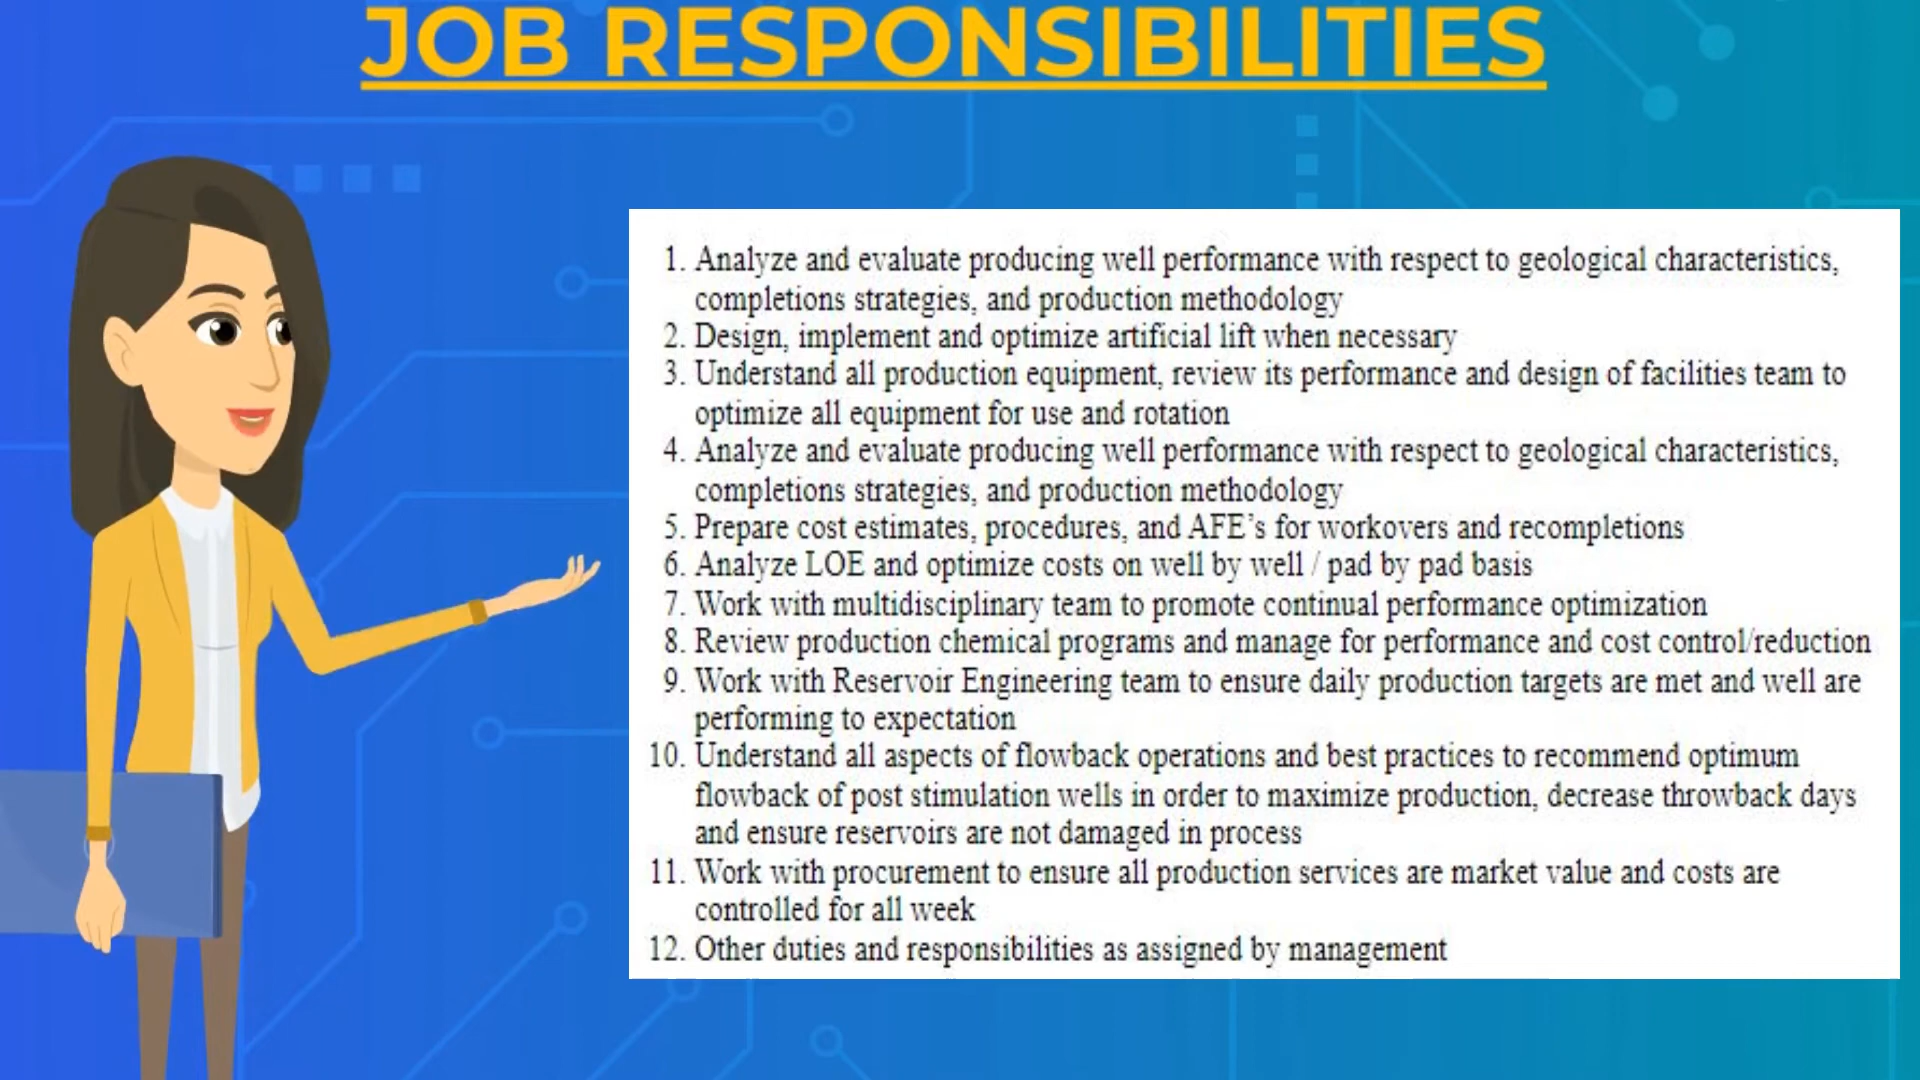 JOB RESPONSIBILITIES
1. Analyze and evaluate producing well performance with respect to geological characteristics,
completions strategies, and production methodology
2. Design, implement and optimize artificial lift when necessary
3. Understand all production equipment, review its performance and design of facilities team to
optimize all equipment for use and rotation
4. Analyze and evaluate producing well performance with respect to geological characteristics,
completions strategies, and production methodology
5. Prepare cost estimates, procedures, and AFE’s for workovers and recompletions
6. Analyze LOE and optimize costs on well by well / pad by pad basis
7. Work with multidisciplinary team to promote continual performance optimization
8. Review production chemical programs and manage for performance and cost control/reduction
9. Work with Reservoir Engineering team to ensure daily production targets are met and well are
performing to expectation
10. Understand all aspects of flowback operations and best practices to recommend optimum
flowback of post stimulation wells in order to maximize production, decrease throwback days
and ensure reservoirs are not damaged in process
11. Work with procurement to ensure all production services are market value and costs are
controlled for all week
12. Other duties and responsibilities as assigned by management